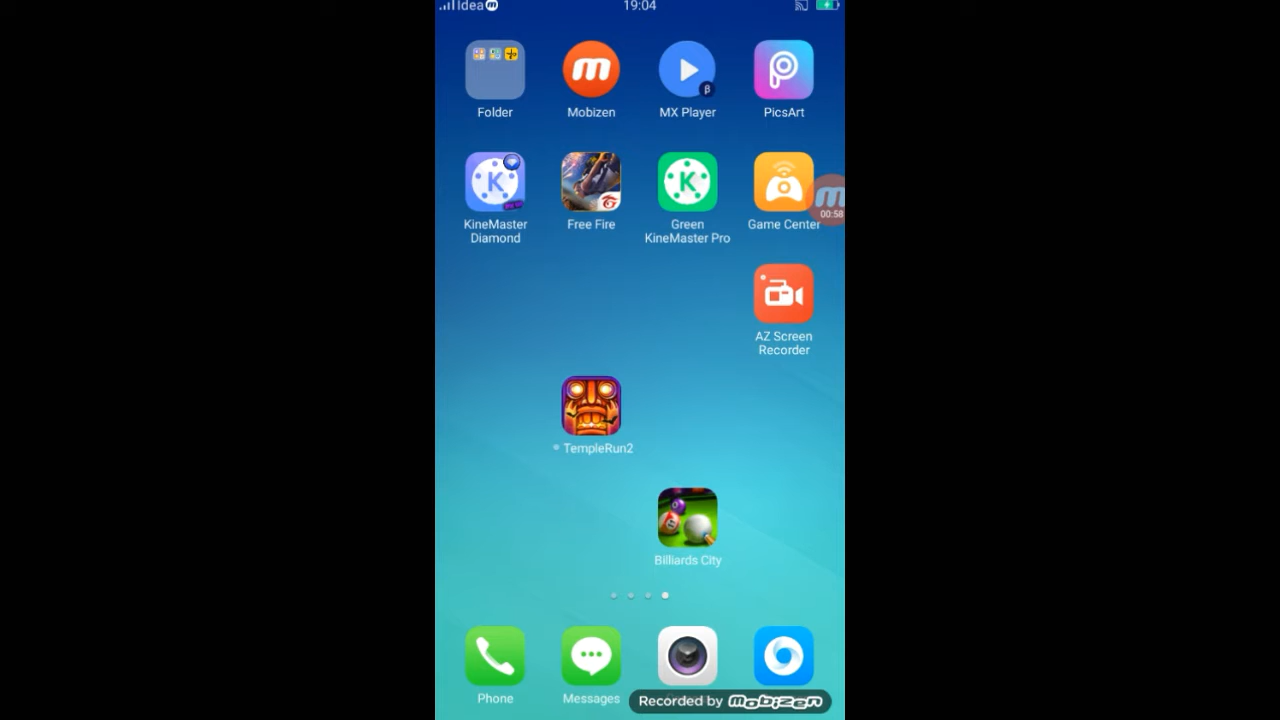 Idea
19:04
Folder
Mobizen
MX Player
PicsArt
KineMaster
Diamond
Free Fire
Green
KineMaster Pro
Game Center
00:58
AZ Screen
Recorder
TempleRun2
Billiards City
Phone
Messages
Recorded by mobizen